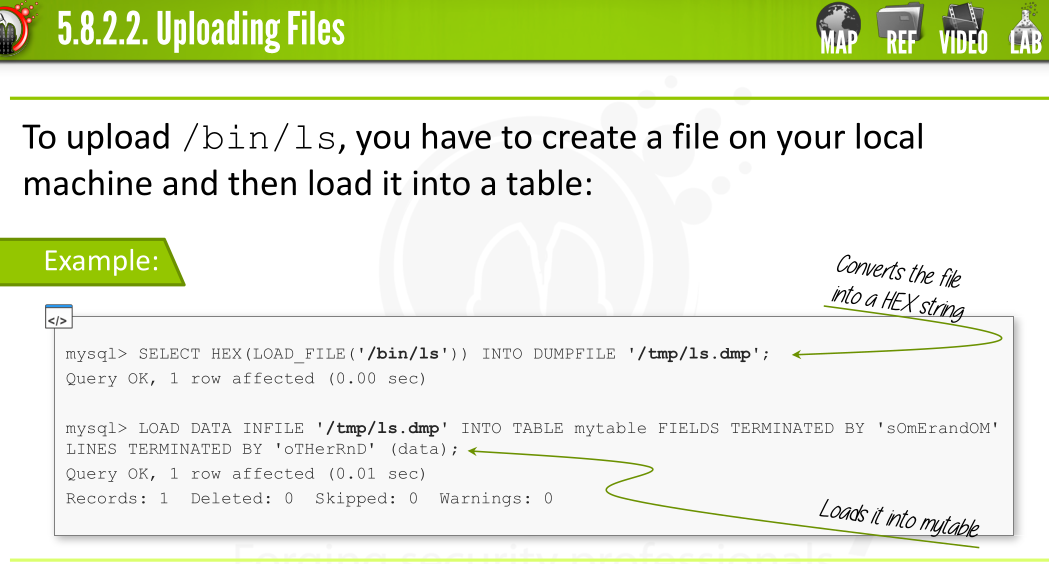 5.8.2.2. Uploading Files
MAP REF VIDEO LAB
To upload /bin/ls, you have to create a file on your local
machine and then load it into a table:
Example:
Converts the file
into a HEX string
</>
mysql> SELECT HEX(LOAD_FILE('/bin/ls')) INTO DUMPFILE '/tmp/ls.dmp';
Query OK, 1 row affected (0.00 sec)
mysql> LOAD DATA INFILE '/tmp/ls.dmp' INTO TABLE mytable FIELDS TERMINATED BY 'sOmErandOM'
LINES TERMINATED BY 'oTHerRnD' (data);
Query OK, 1 row affected (0.01 sec)
Records: 1  Deleted: 0  Skipped: 0  Warnings: 0
Loads it into mytable
Forging security professionals